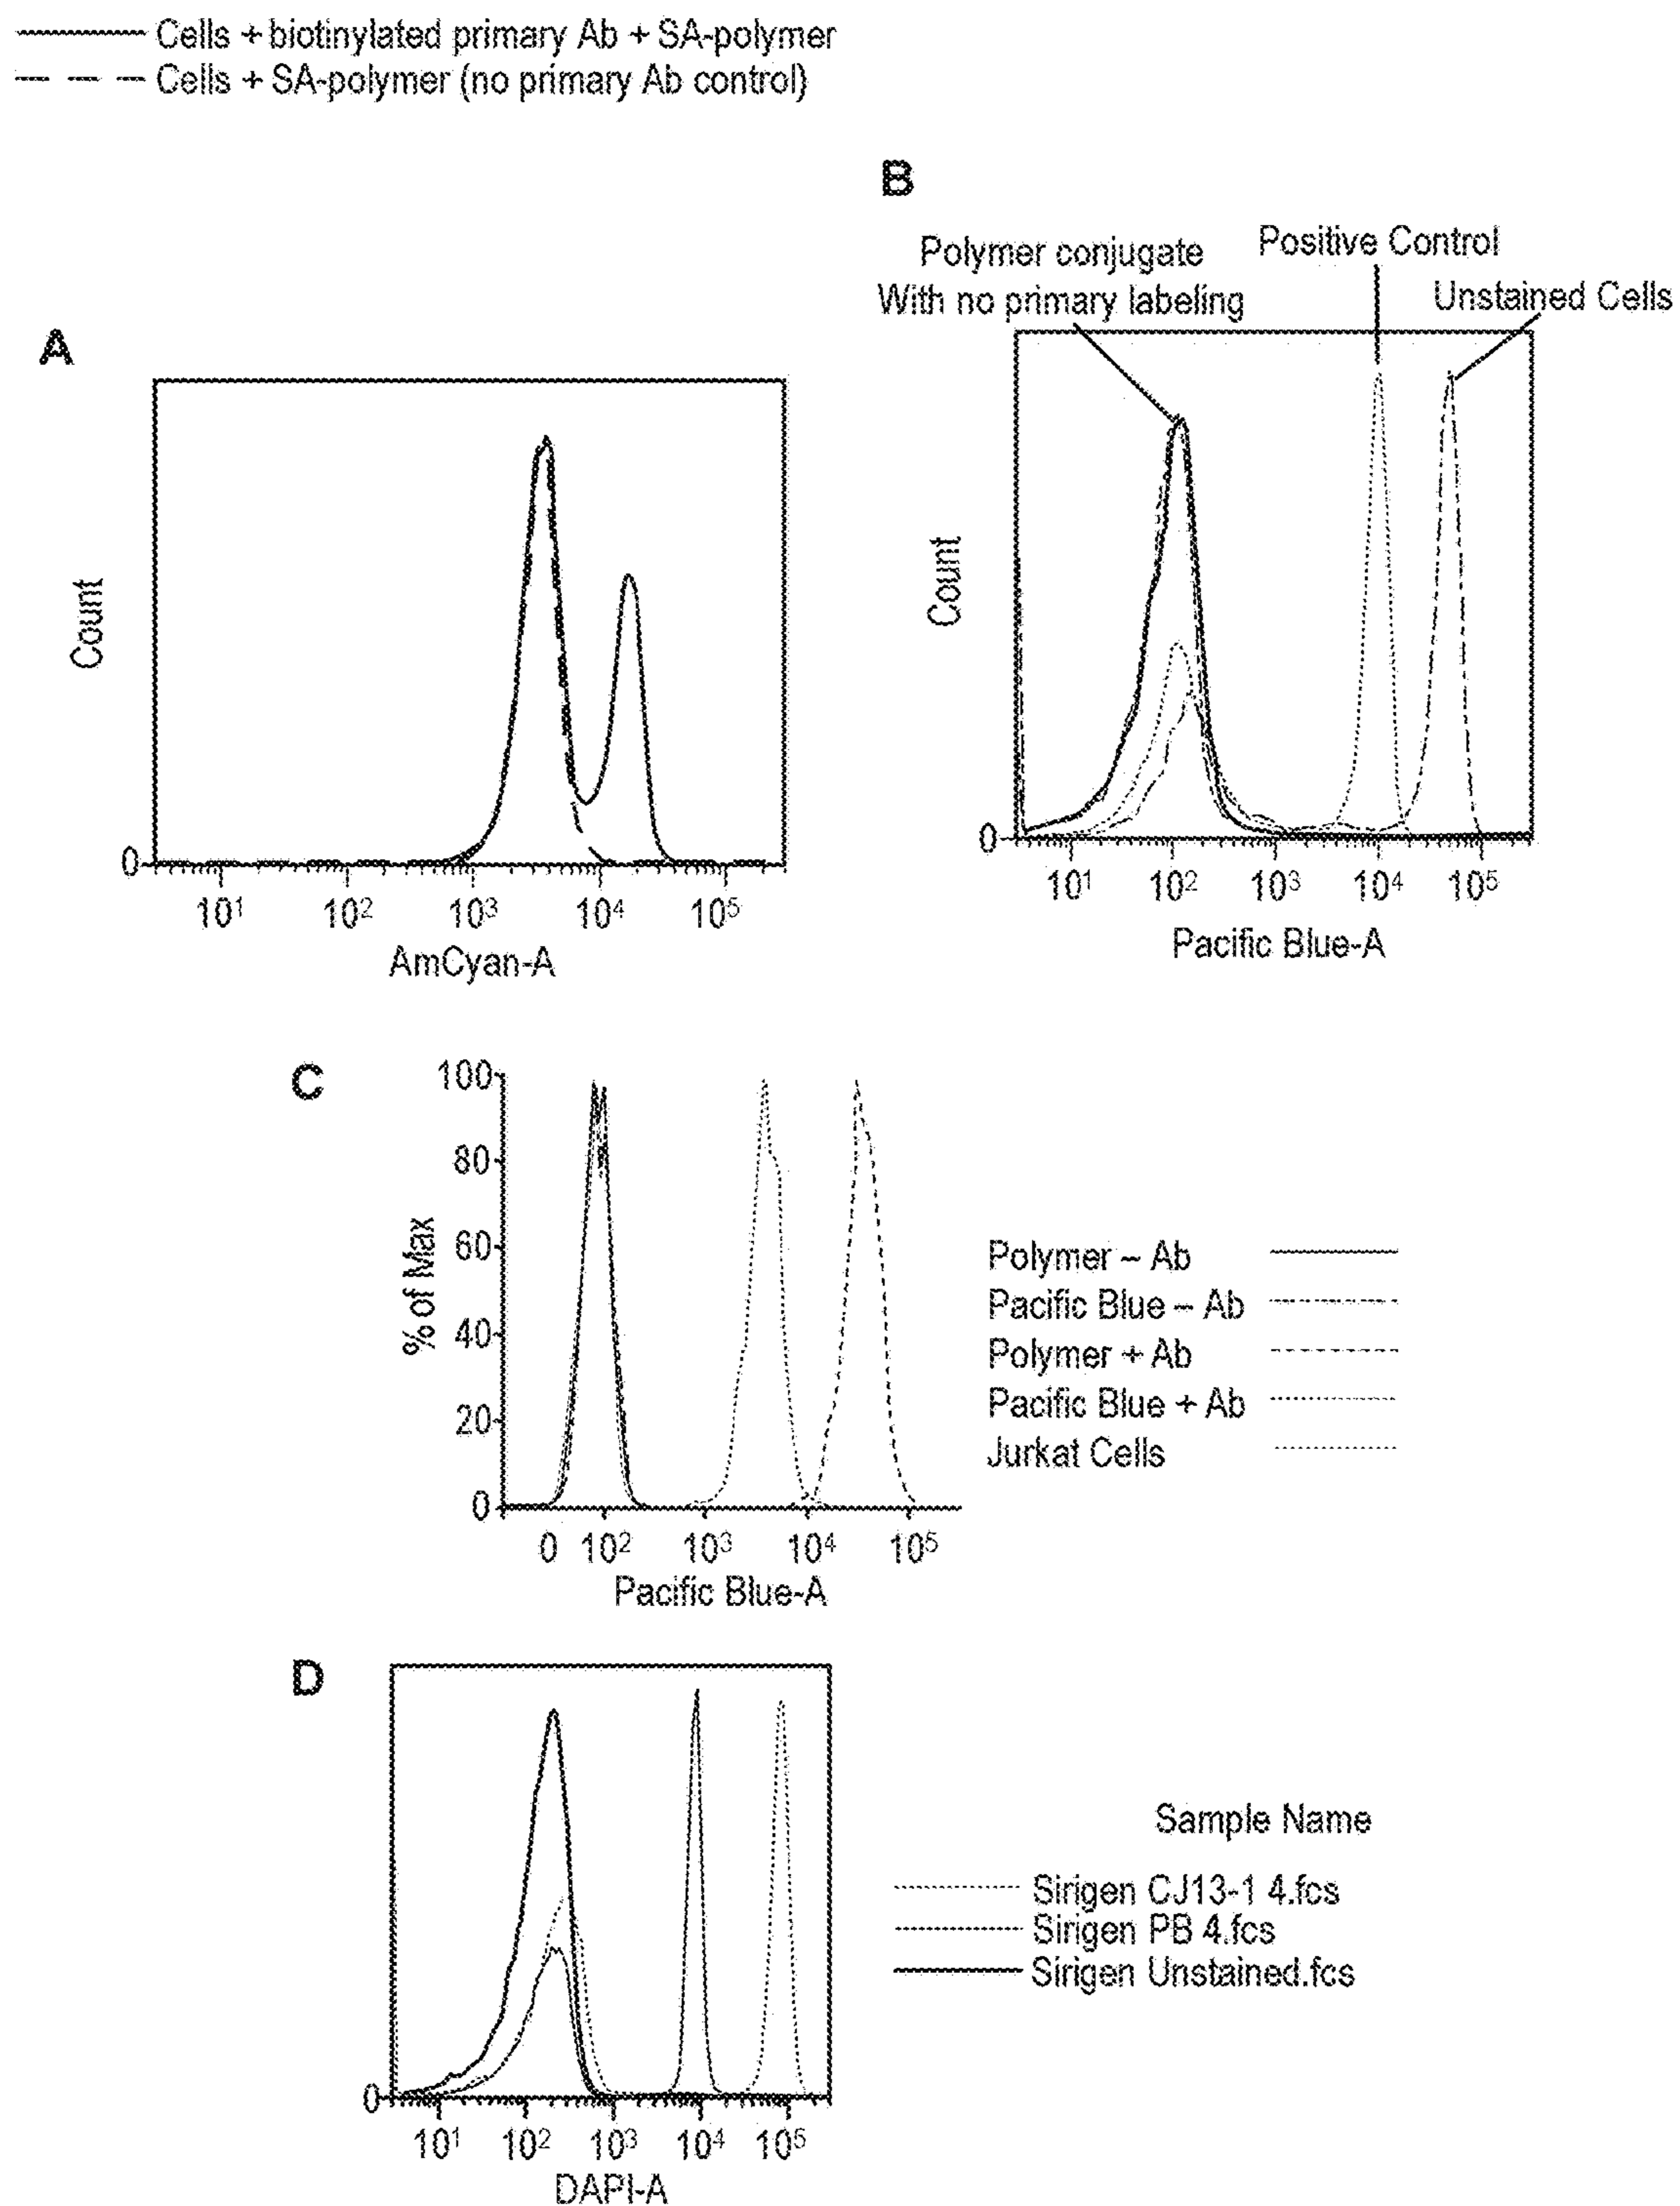 Cells + biotinylated primary Ab + SA-polymer
Cells + SA-polymer (no primary Ab control)
A
Count
0
10¹ 10² 10³ 10⁴ 10⁵
AmCyan-A
B
Polymer conjugate
With no primary labeling
Positive Control
Unstained Cells
Count
0
10¹ 10² 10³ 10⁴ 10⁵
Pacific Blue-A
C
% of Max
100
80
60
40
20
0
0 10² 10³ 10⁴ 10⁵
Pacific Blue-A
Polymer – Ab
Pacific Blue – Ab
Polymer + Ab
Pacific Blue + Ab
Jurkat Cells
D
0
10¹ 10² 10³ 10⁴ 10⁵
DAPI-A
Sample Name
Sirigen CJ13-1 4.fcs
Sirigen PB 4.fcs
Sirigen Unstained.fcs